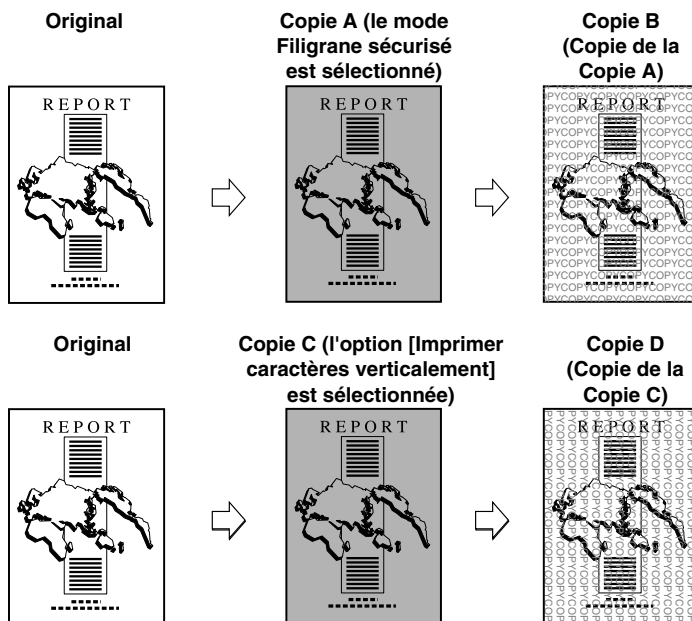 Original
Copie A (le mode
Filigrane sécurisé
est sélectionné)
Copie B
(Copie de la
Copie A)
REPORT
REPORT
REPORT
Original
Copie C (l'option [Imprimer
caractères verticalement]
est sélectionnée)
Copie D
(Copie de la
Copie C)
REPORT
REPORT
REPORT